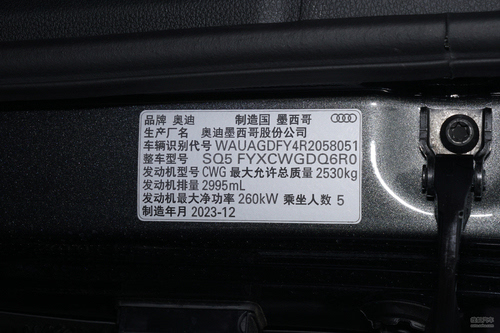 品牌 奥迪 制造国 墨西哥
生产厂名 奥迪墨西哥股份公司
车辆识别代号 WAUAGDFY4R2058051
整车型号 SQ5 FYXCWGDQ6R0
发动机型号 CWG 最大允许总质量 2530kg
发动机排量 2995mL
发动机最大净功率 260kW 乘坐人数 5
制造年月 2023-12